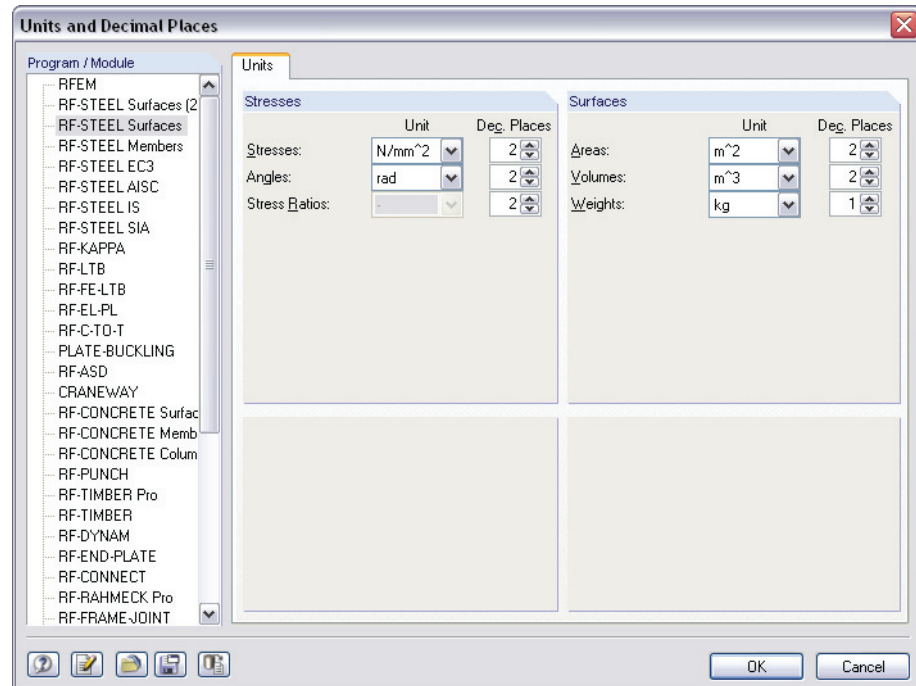 Units and Decimal Places
Program / Module
RFEM
RF-STEEL Surfaces (2
RF-STEEL Surfaces
RF-STEEL Members
RF-STEEL EC3
RF-STEEL AISC
RF-STEEL IS
RF-STEEL SIA
RF-KAPPA
RF-LTB
RF-FE-LTB
RF-EL-PL
RF-C-TO-T
PLATE-BUCKLING
RF-ASD
CRANEWAY
RF-CONCRETE Surfac
RF-CONCRETE Memb
RF-CONCRETE Colum
RF-PUNCH
RF-TIMBER Pro
RF-TIMBER
RF-DYNAM
RF-END-PLATE
RF-CONNECT
RF-RAHMECK Pro
RF-FRAME-JOINT
Units
Stresses
Unit Dec. Places
Stresses: N/mm^2 2
Angles: rad 2
Stress Ratios: - 2
Surfaces
Unit Dec. Places
Areas: m^2 2
Volumes: m^3 2
Weights: kg 1
OK Cancel